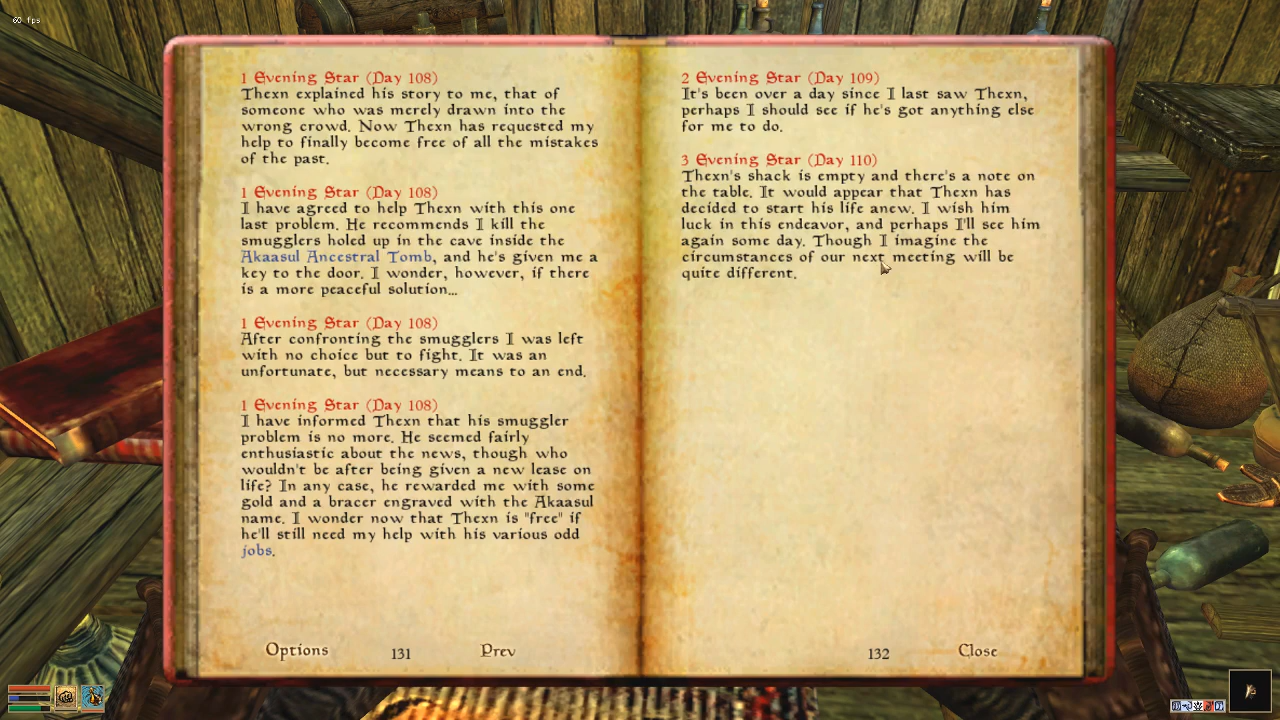 60 fps
1 Evening Star (Day 108)
Thexn explained his story to me, that of
someone who was merely drawn into the
wrong crowd. Now Thexn has requested my
help to finally become free of all the mistakes
of the past.
1 Evening Star (Day 108)
I have agreed to help Thexn with this one
last problem. He recommends I kill the
smugglers holed up in the cave inside the
Akaasul Ancestral Tomb, and he's given me a
key to the door. I wonder, however, if there
is a more peaceful solution...
1 Evening Star (Day 108)
After confronting the smugglers I was left
with no choice but to fight. It was an
unfortunate, but necessary means to an end.
1 Evening Star (Day 108)
I have informed Thexn that his smuggler
problem is no more. He seemed fairly
enthusiastic about the news, though who
wouldn't be after being given a new lease on
life? In any case, he rewarded me with some
gold and a bracer engraved with the Akaasul
name. I wonder now that Thexn is "free" if
he'll still need my help with his various odd
jobs.
Options
131
Prev
2 Evening Star (Day 109)
It's been over a day since I last saw Thexn,
perhaps I should see if he's got anything else
for me to do.
3 Evening Star (Day 110)
Thexn's shack is empty and there's a note on
the table. It would appear that Thexn has
decided to start his life anew. I wish him
luck in this endeavor, and perhaps I'll see him
again some day. Though I imagine the
circumstances of our next meeting will be
quite different.
132
Close